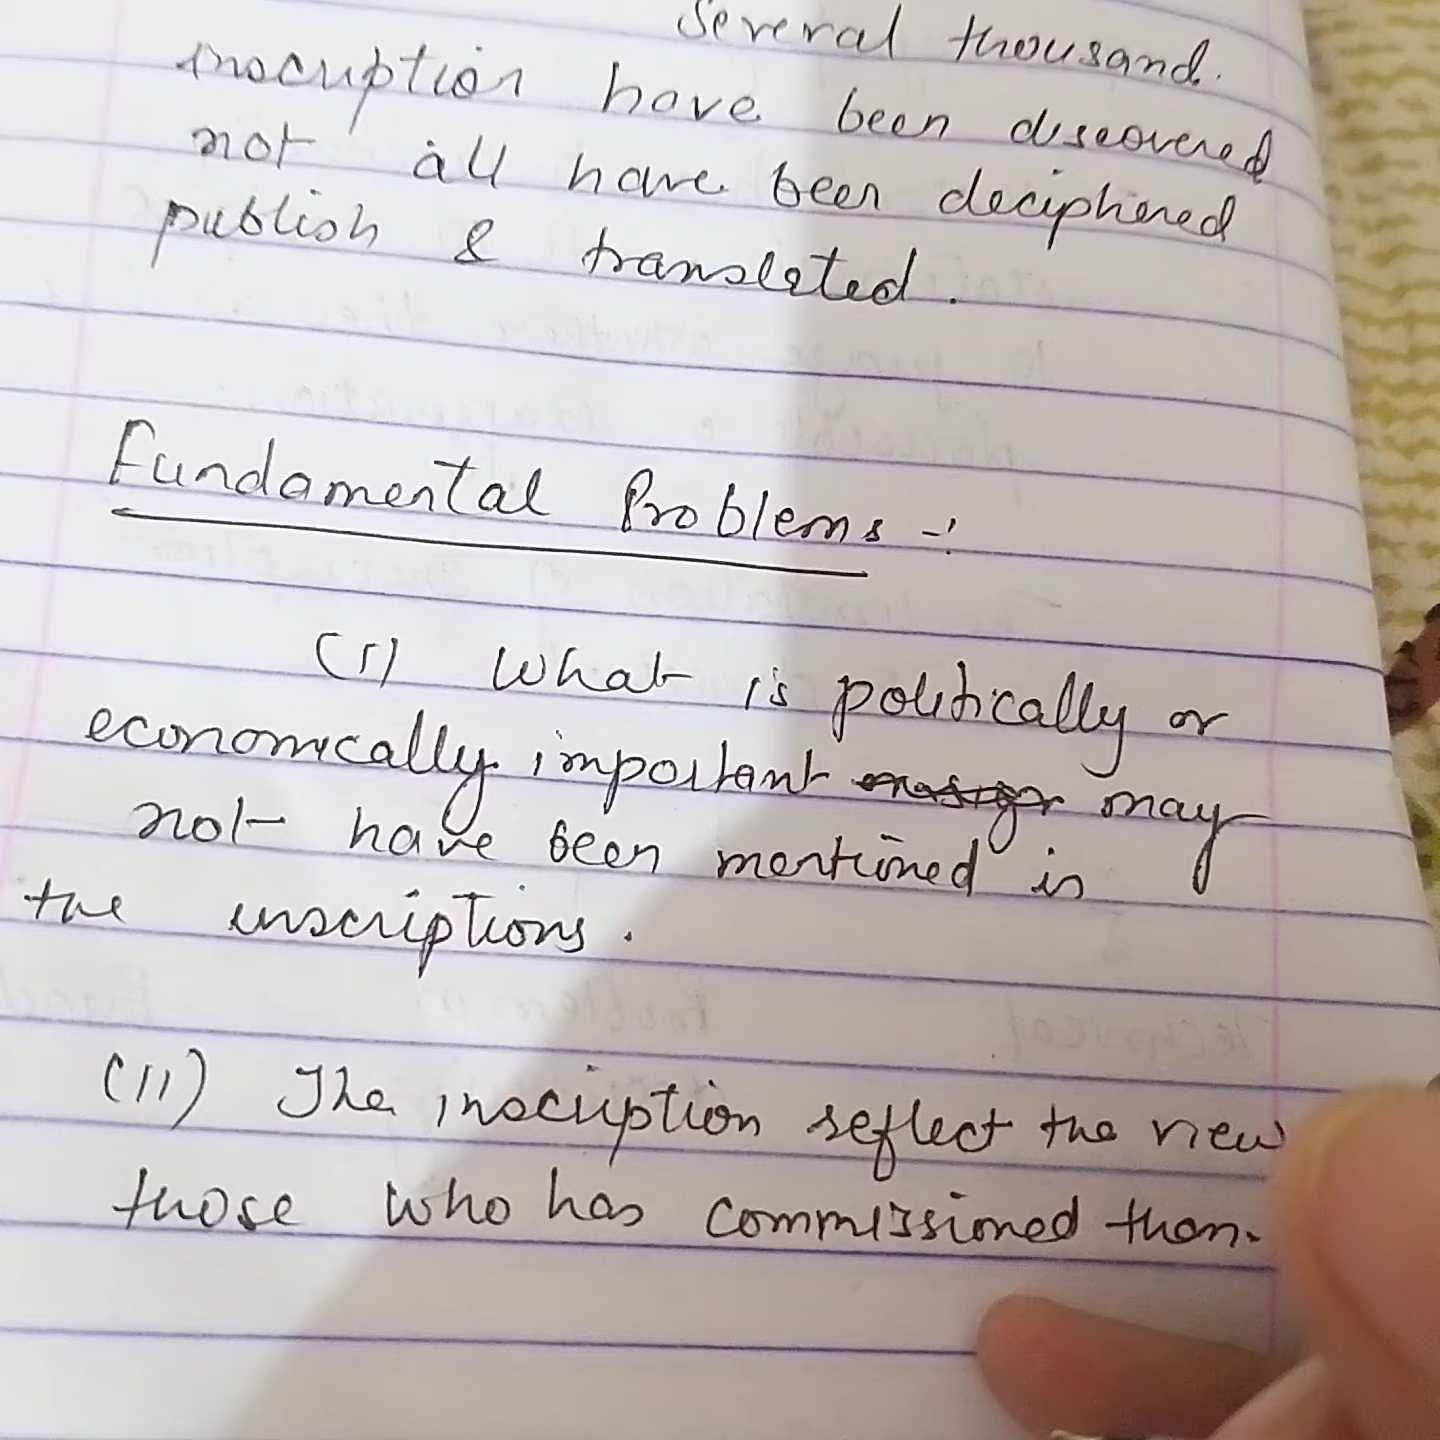 Several thousand.
inscription have been discovered
not all have been deciphered
publish & translated.
Fundamental Problems -:
(I) What is politically or
economically important may
not have been mentioned in
the inscriptions.
(II) The inscription reflect the view
those who has commissioned them.